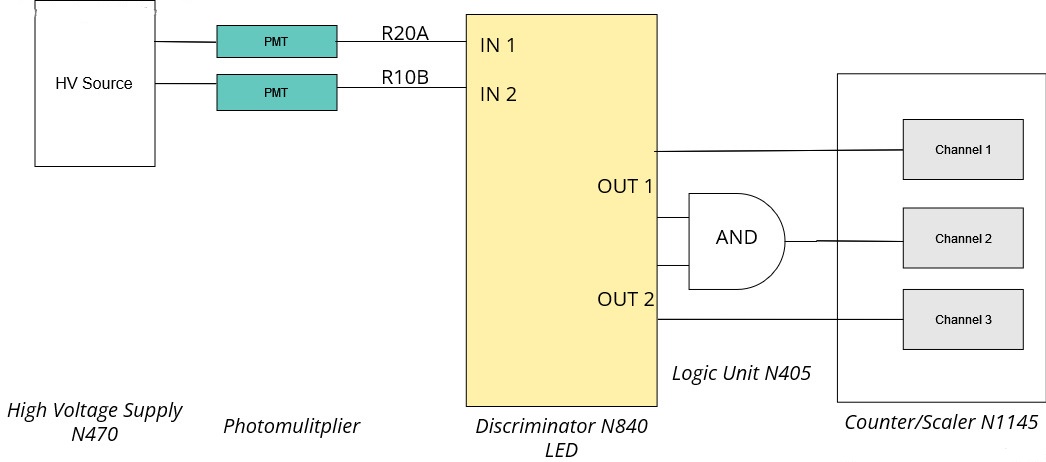 HV Source
PMT
R20A
PMT
R10B
IN 1
IN 2
OUT 1
OUT 2
AND
Channel 1
Channel 2
Channel 3
Logic Unit N405
High Voltage Supply
N470
Photomulitplier
Discriminator N840
LED
Counter/Scaler N1145